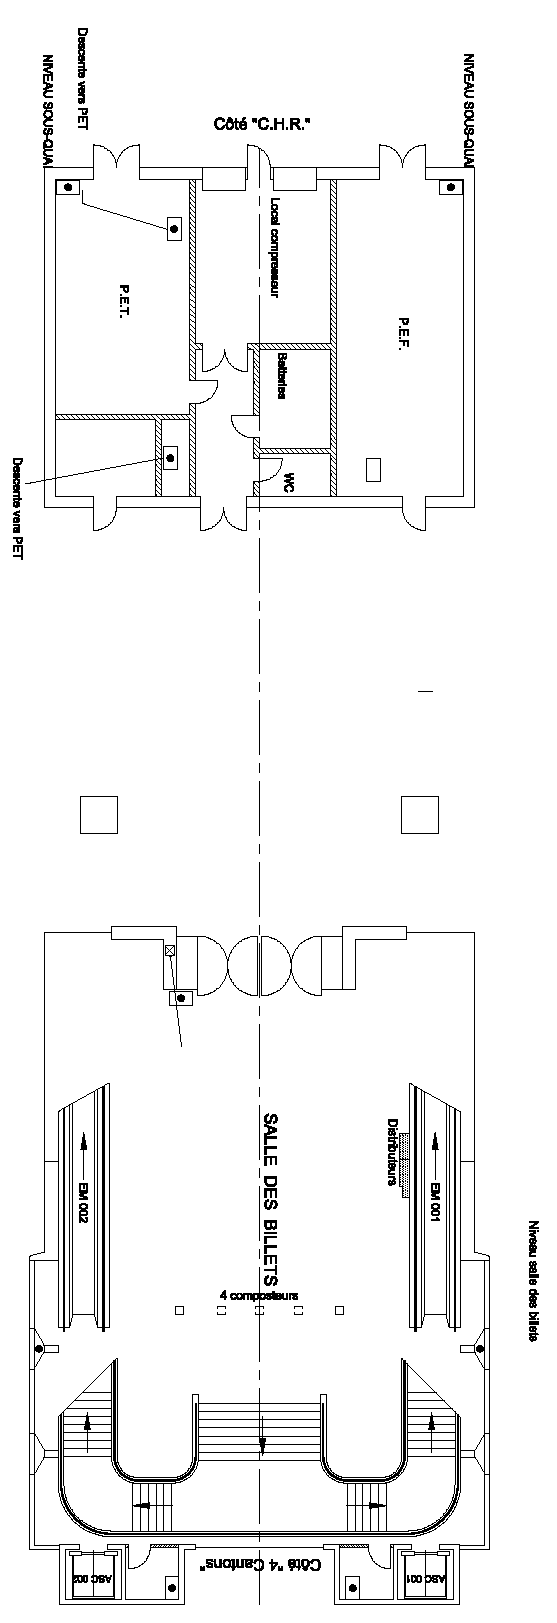 Descente vers PET
NIVEAU SOUS-QUAI
NIVEAU SOUS-QUAI
Côté "C.H.R."
Local compresseur
P.E.T.
P.E.F.
Batteries
WC
Descente vers PET
SALLE DES BILLETS
Distributeurs
EM 002
EM 001
Niveau salle des billets
4 composteurs
Côté "4 Cantons"
ASC 002
ASC 001